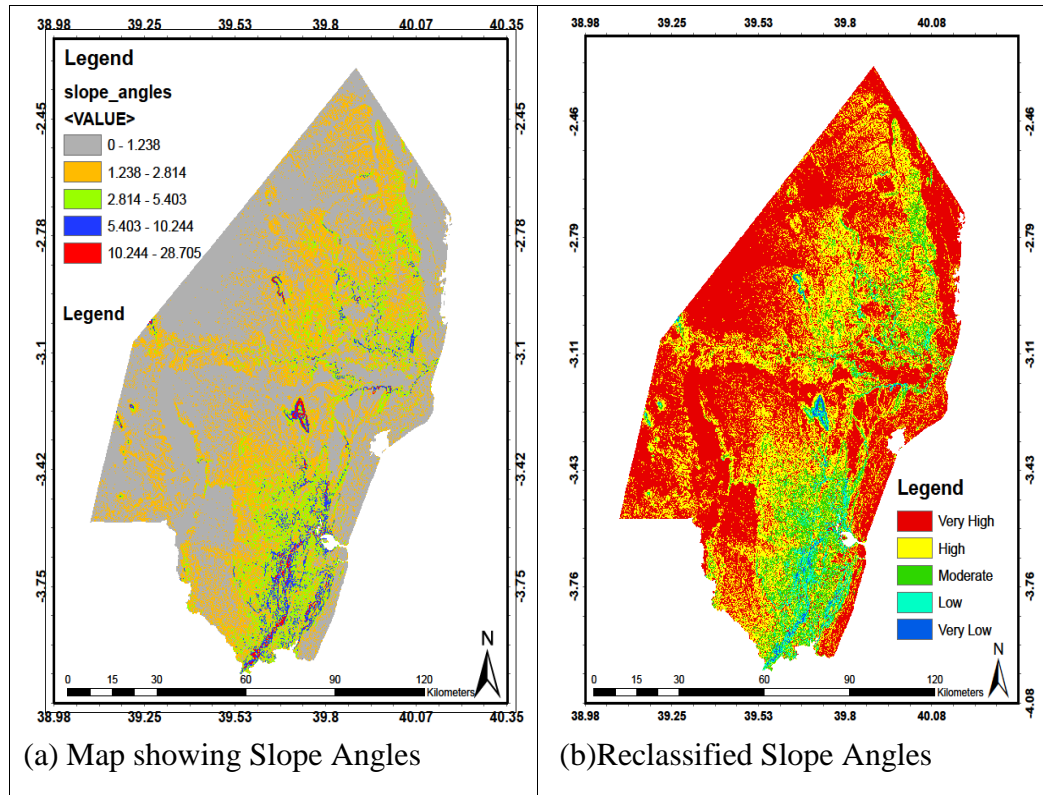 38.98 39.25 39.53 39.8 40.07 40.35
Legend
slope_angles
<VALUE>
0 - 1.238
1.238 - 2.814
2.814 - 5.403
5.403 - 10.244
10.244 - 28.705
Legend
-2.45
-2.78
-3.1
-3.42
-3.75
-2.45
-2.78
-3.1
-3.42
-3.75
N
0 15 30 60 90 120
Kilometers
38.98 39.25 39.53 39.8 40.07 40.35
(a) Map showing Slope Angles
38.98 39.25 39.53 39.8 40.08
-2.46
-2.79
-3.11
-3.43
-3.76
-2.46
-2.79
-3.11
-3.43
-3.76
-4.08
Legend
Very High
High
Moderate
Low
Very Low
N
0 15 30 60 90 120
Kilometers
38.98 39.25 39.53 39.8 40.08
(b)Reclassified Slope Angles